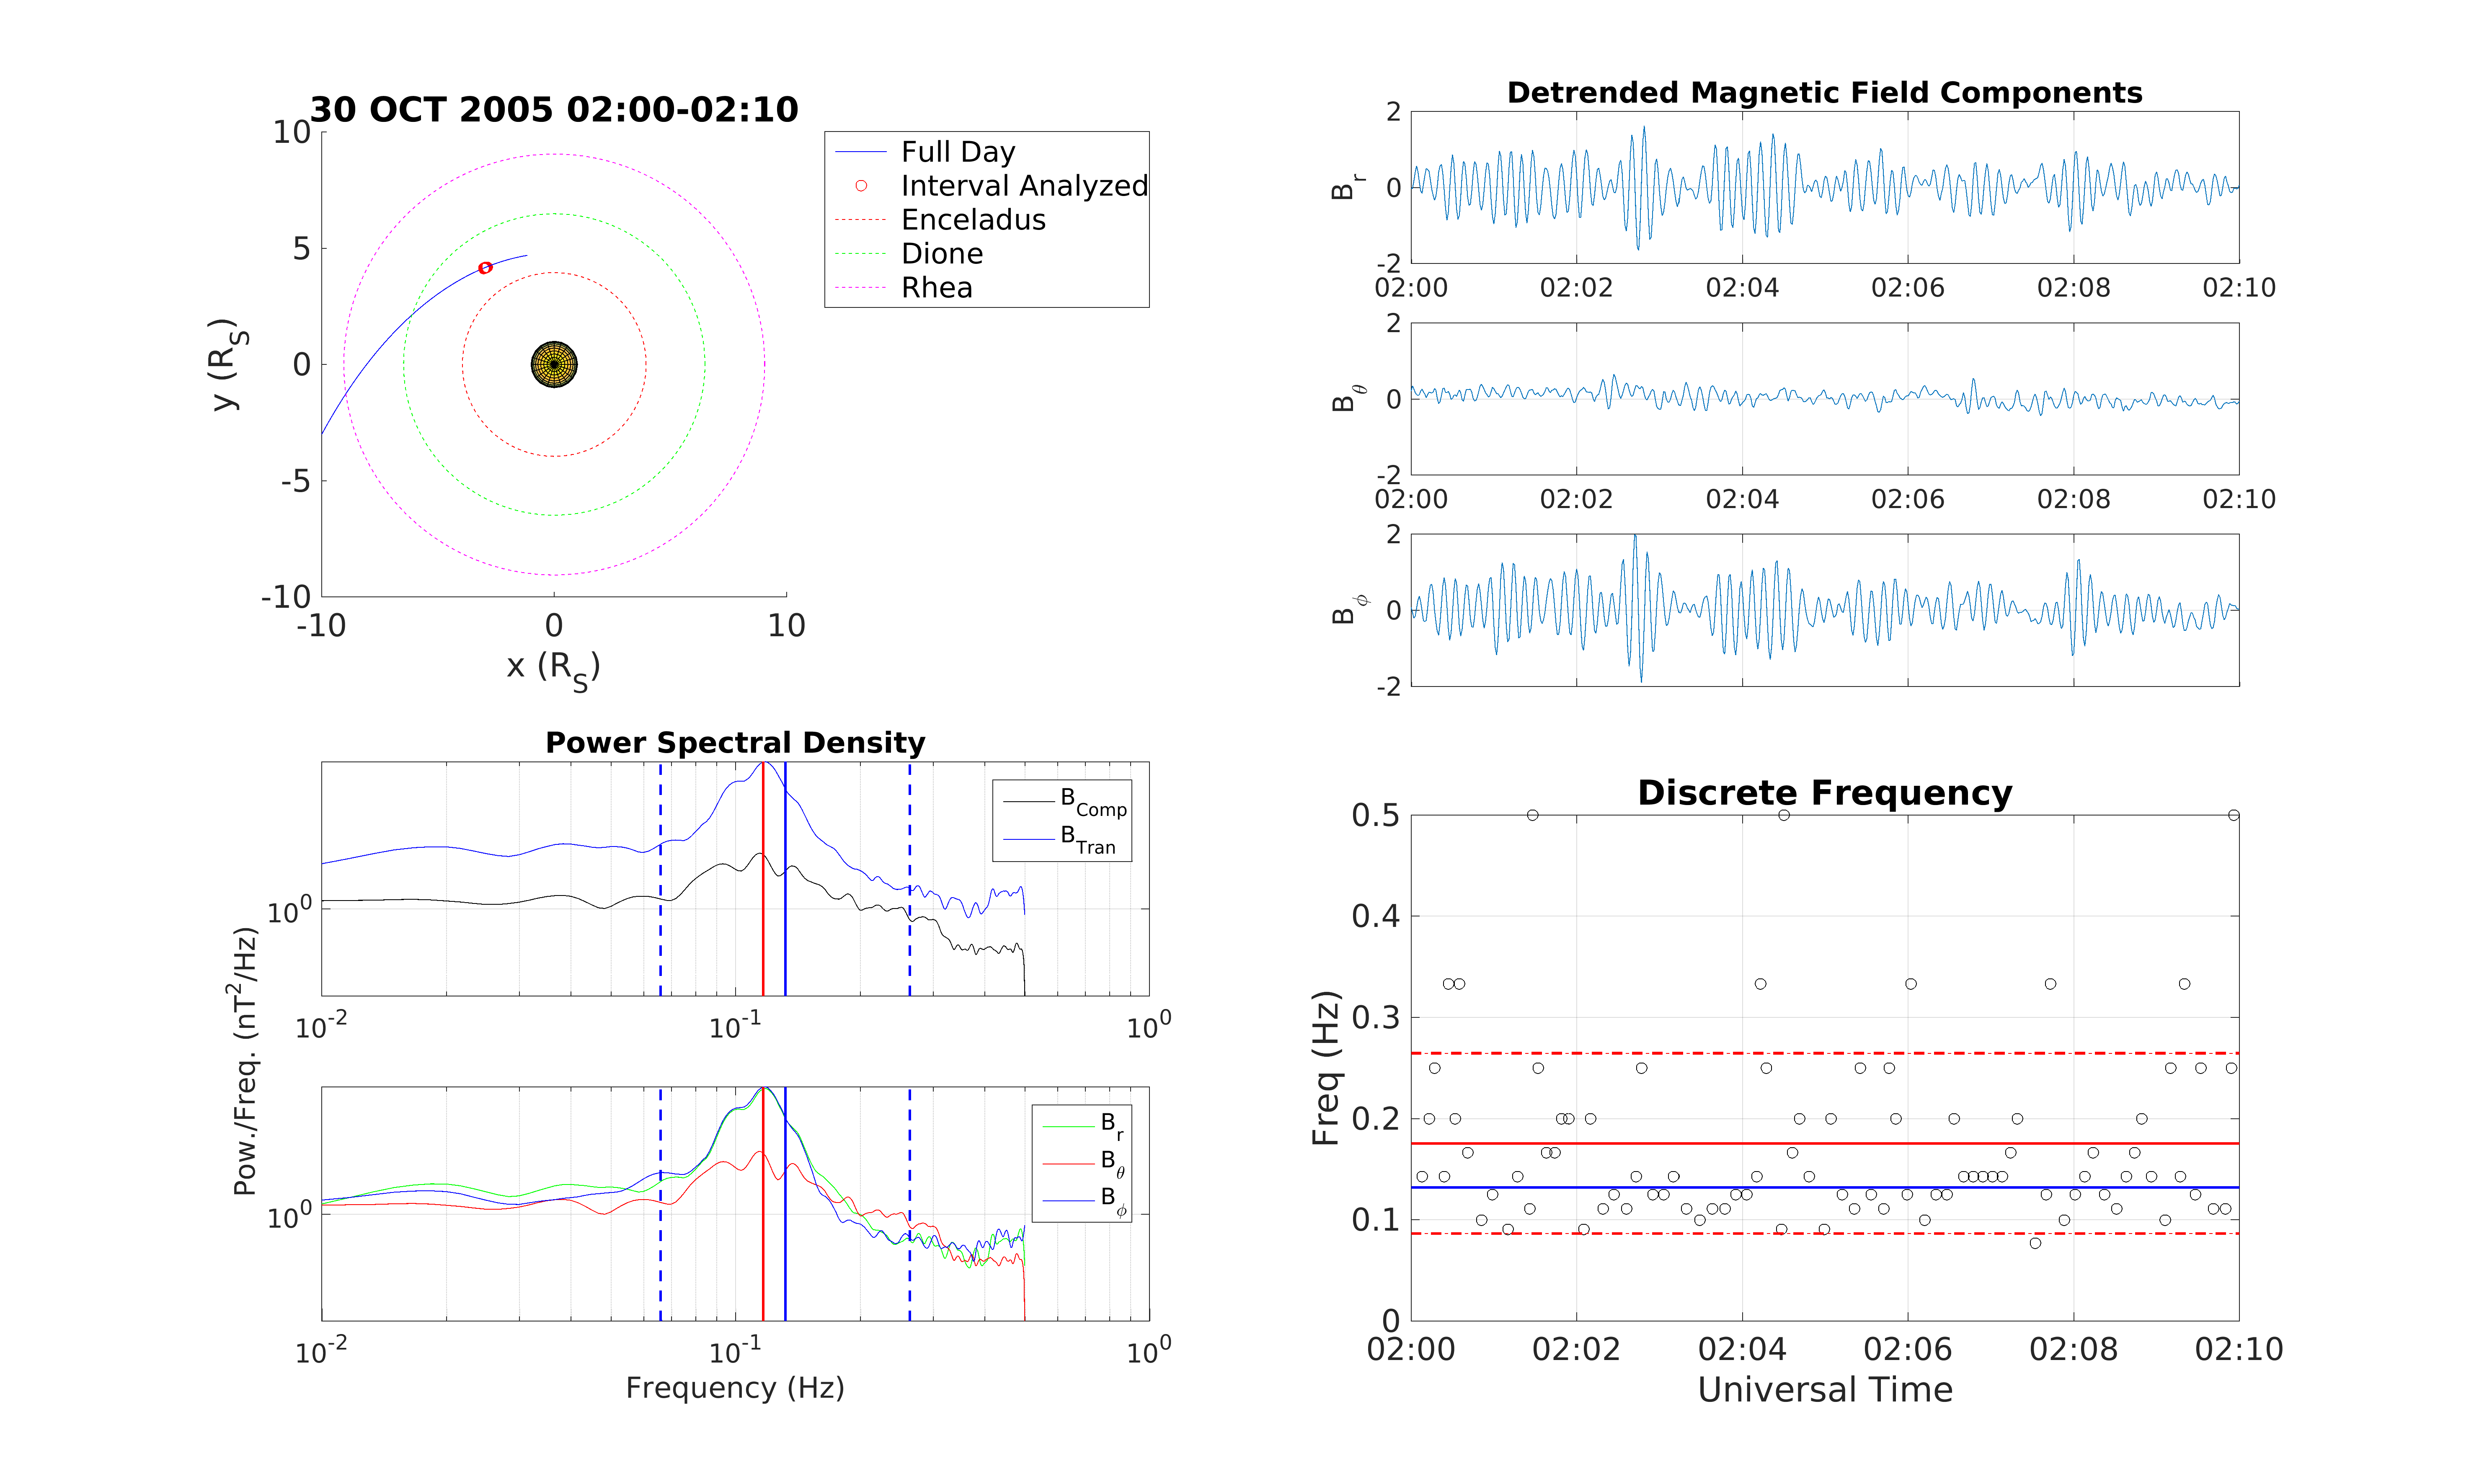 30 OCT 2005 02:00-02:10
10
5
0
-5
-10
-10
0
10
y (R_S)
x (R_S)
Full Day
Interval Analyzed
Enceladus
Dione
Rhea
Detrended Magnetic Field Components
2
0
-2
B_r
02:00
02:02
02:04
02:06
02:08
02:10
2
0
-2
B_θ
02:00
02:02
02:04
02:06
02:08
02:10
2
0
-2
B_ϕ
Power Spectral Density
B_Comp
B_Tran
10^0
10^-2
10^-1
10^0
Pow./Freq. (nT^2/Hz)
B_r
B_θ
B_ϕ
10^0
10^-2
10^-1
10^0
Frequency (Hz)
Discrete Frequency
0.5
0.4
0.3
0.2
0.1
0
Freq (Hz)
02:00
02:02
02:04
02:06
02:08
02:10
Universal Time